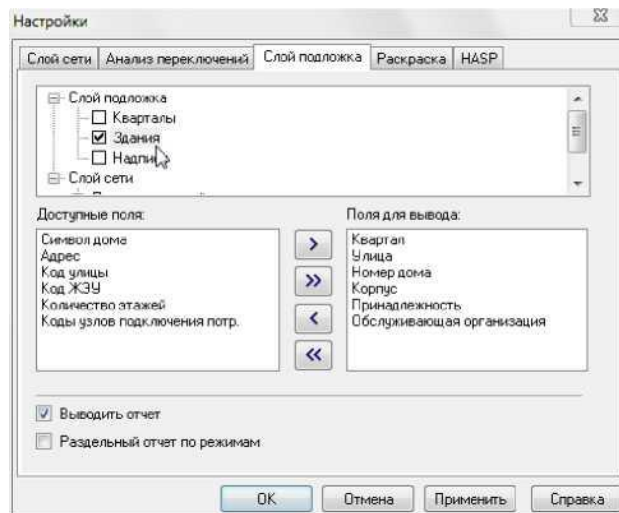 Настройки
Слой сети Анализ переключений Слой подложка Раскраска HASP
Слой подложка
Кварталы
Здания
Надпи
Слой сети
Доступные поля:
Символ дома
Адрес
Код улицы
Код ЖЭУ
Количество этажей
Коды узлов подключения потр.
>
>>
<
<<
Поля для вывода:
Квартал
Улица
Номер дома
Корпус
Принадлежность
Обслуживающая организация
Выводить отчет
Раздельный отчет по режимам
OK Отмена Применить Справка